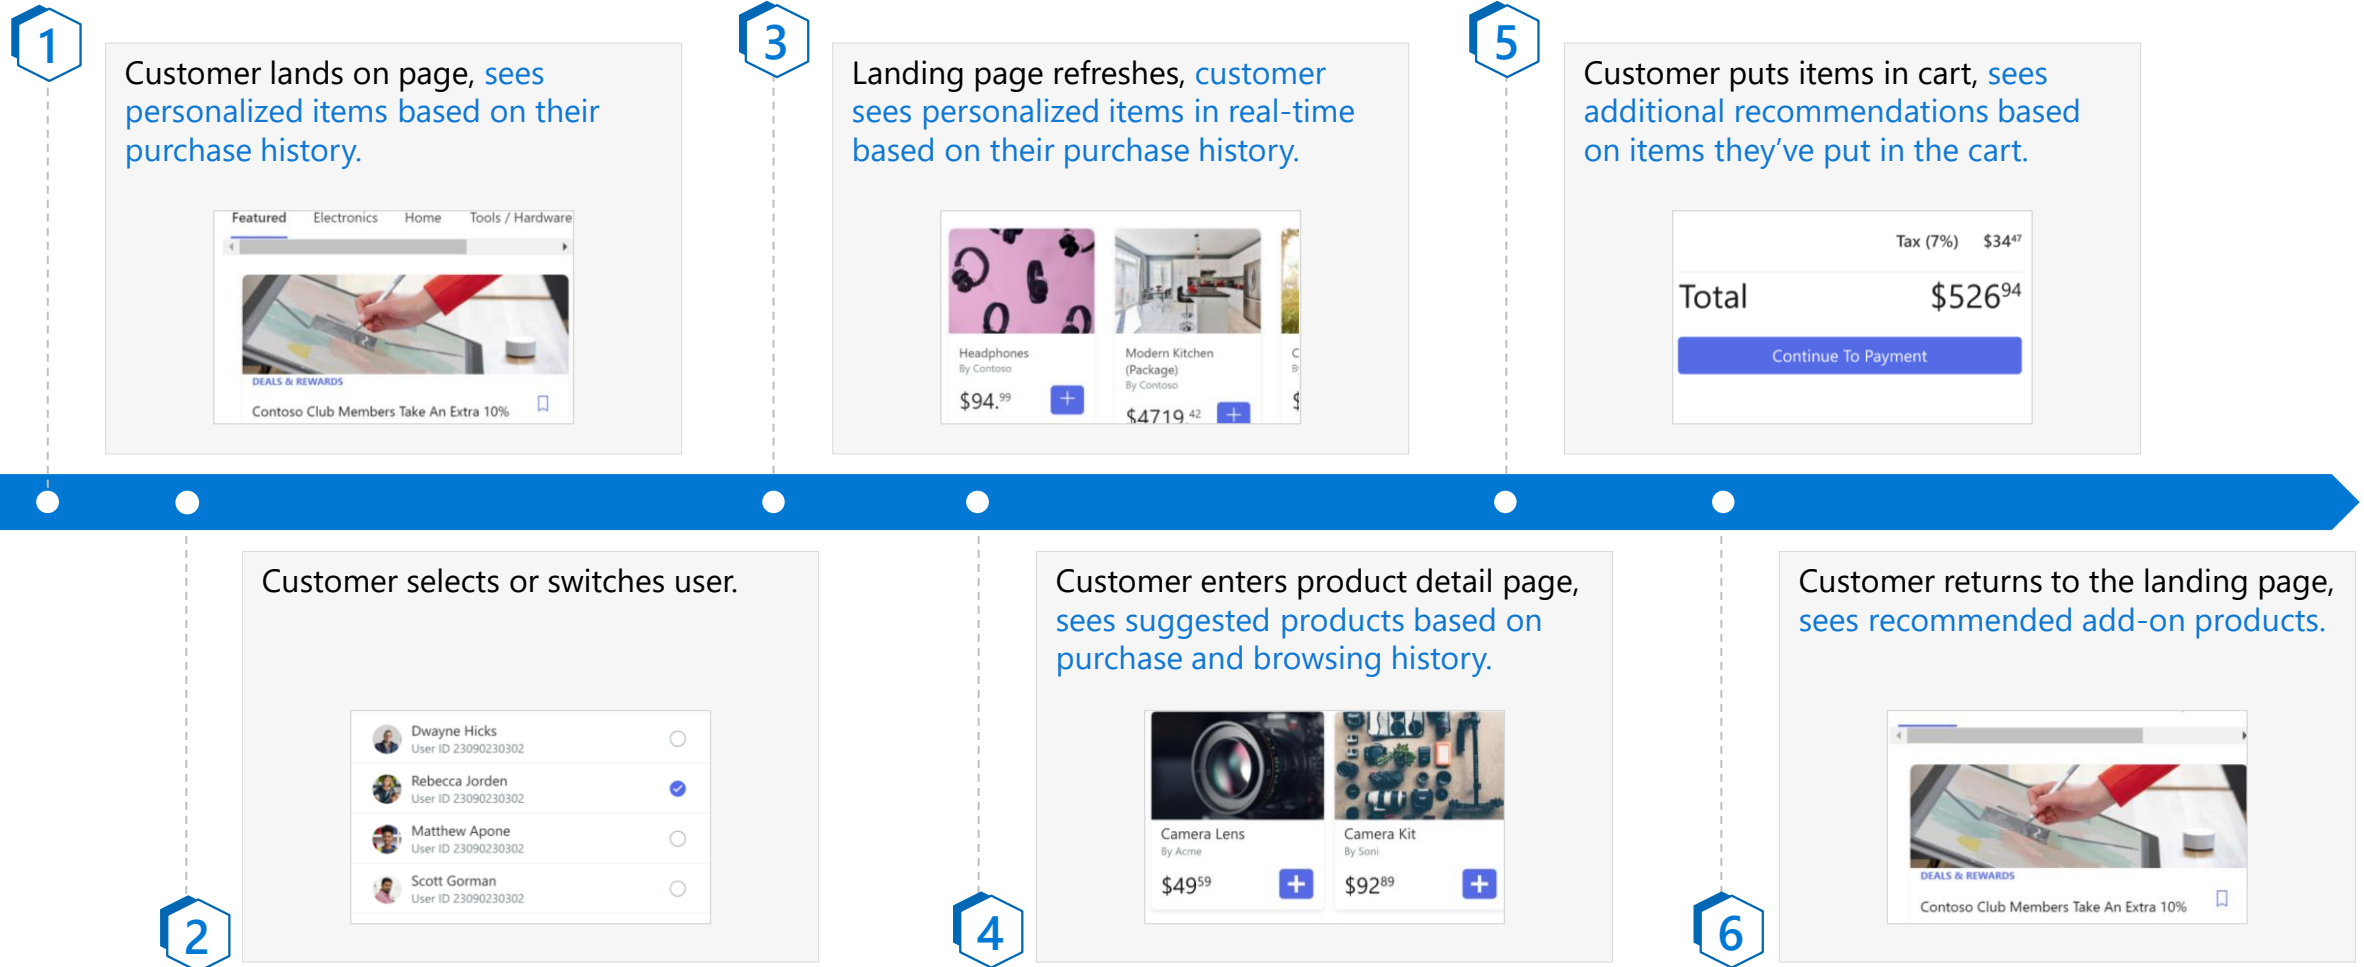 1
Customer lands on page, sees
personalized items based on their
purchase history.
Featured Electronics Home Tools / Hardware
DEALS & REWARDS
Contoso Club Members Take An Extra 10%
2
Customer selects or switches user.
Dwayne Hicks
User ID 23090230302
Rebecca Jorden
User ID 23090230302
Matthew Apone
User ID 23090230302
Scott Gorman
User ID 23090230302
3
Landing page refreshes, customer
sees personalized items in real-time
based on their purchase history.
Headphones
By Contoso
$94.99
Modern Kitchen
(Package)
By Contoso
$4719.42
4
Customer enters product detail page,
sees suggested products based on
purchase and browsing history.
Camera Lens
By Acme
$4959
Camera Kit
By Soni
$9289
5
Customer puts items in cart, sees
additional recommendations based
on items they’ve put in the cart.
Tax (7%) $3447
Total $52694
Continue To Payment
6
Customer returns to the landing page,
sees recommended add-on products.
DEALS & REWARDS
Contoso Club Members Take An Extra 10%